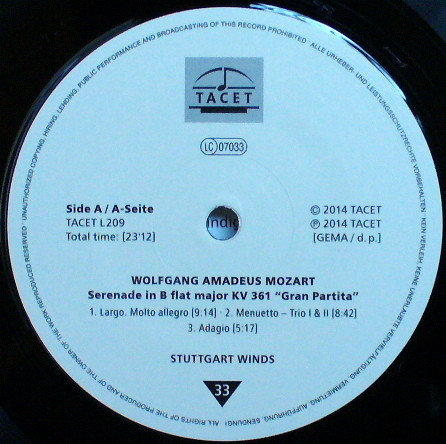 ALL RIGHTS OF THE PRODUCER AND OF THE OWNER OF THE WORK REPRODUCED RESERVED · UNAUTHORIZED COPYING, HIRING, LENDING, PUBLIC PERFORMANCE AND BROADCASTING OF THIS RECORD PROHIBITED · ALLE URHEBER- UND LEISTUNGSSCHUTZRECHTE VORBEHALTEN · KEIN VERLEIH! KEINE UNERLAUBTE VERVIELFÄLTIGUNG, VERMIETUNG, AUFFÜHRUNG, SENDUNG!
TACET
LC 07033
Side A / A-Seite
TACET L209
Total time: [23'12]
indig
© 2014 TACET
℗ 2014 TACET
[GEMA / d. p.]
WOLFGANG AMADEUS MOZART
Serenade in B flat major KV 361 “Gran Partita”
1. Largo. Molto allegro [9:14] · 2. Menuetto – Trio I & II [8:42]
3. Adagio [5:17]
STUTTGART WINDS
33